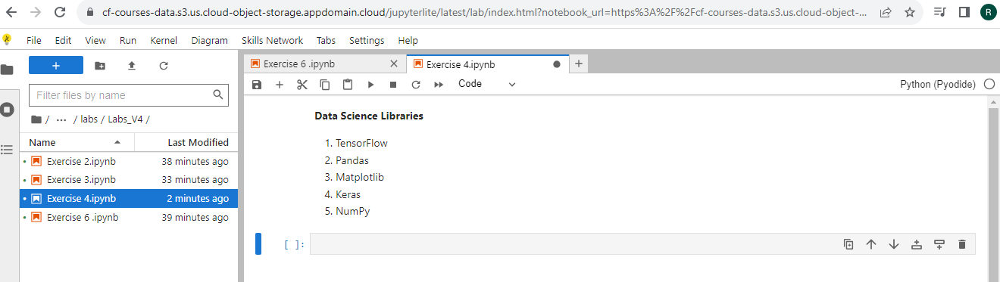 cf-courses-data.s3.us.cloud-object-storage.appdomain.cloud/jupyterlite/latest/lab/index.html?notebook_url=https%3A%2F%2Fcf-courses-data.s3.us.cloud-object-... R
File Edit View Run Kernel Diagram Skills Network Tabs Settings Help
+
Filter files by name
/ ... / labs / Labs_V4 /
Name Last Modified
Exercise 2.ipynb 38 minutes ago
Exercise 3.ipynb 33 minutes ago
Exercise 4.ipynb 2 minutes ago
Exercise 6 .ipynb 39 minutes ago
Exercise 6 .ipynb Exercise 4.ipynb
Code Python (Pyodide)
Data Science Libraries
1. TensorFlow
2. Pandas
3. Matplotlib
4. Keras
5. NumPy
[ ]: